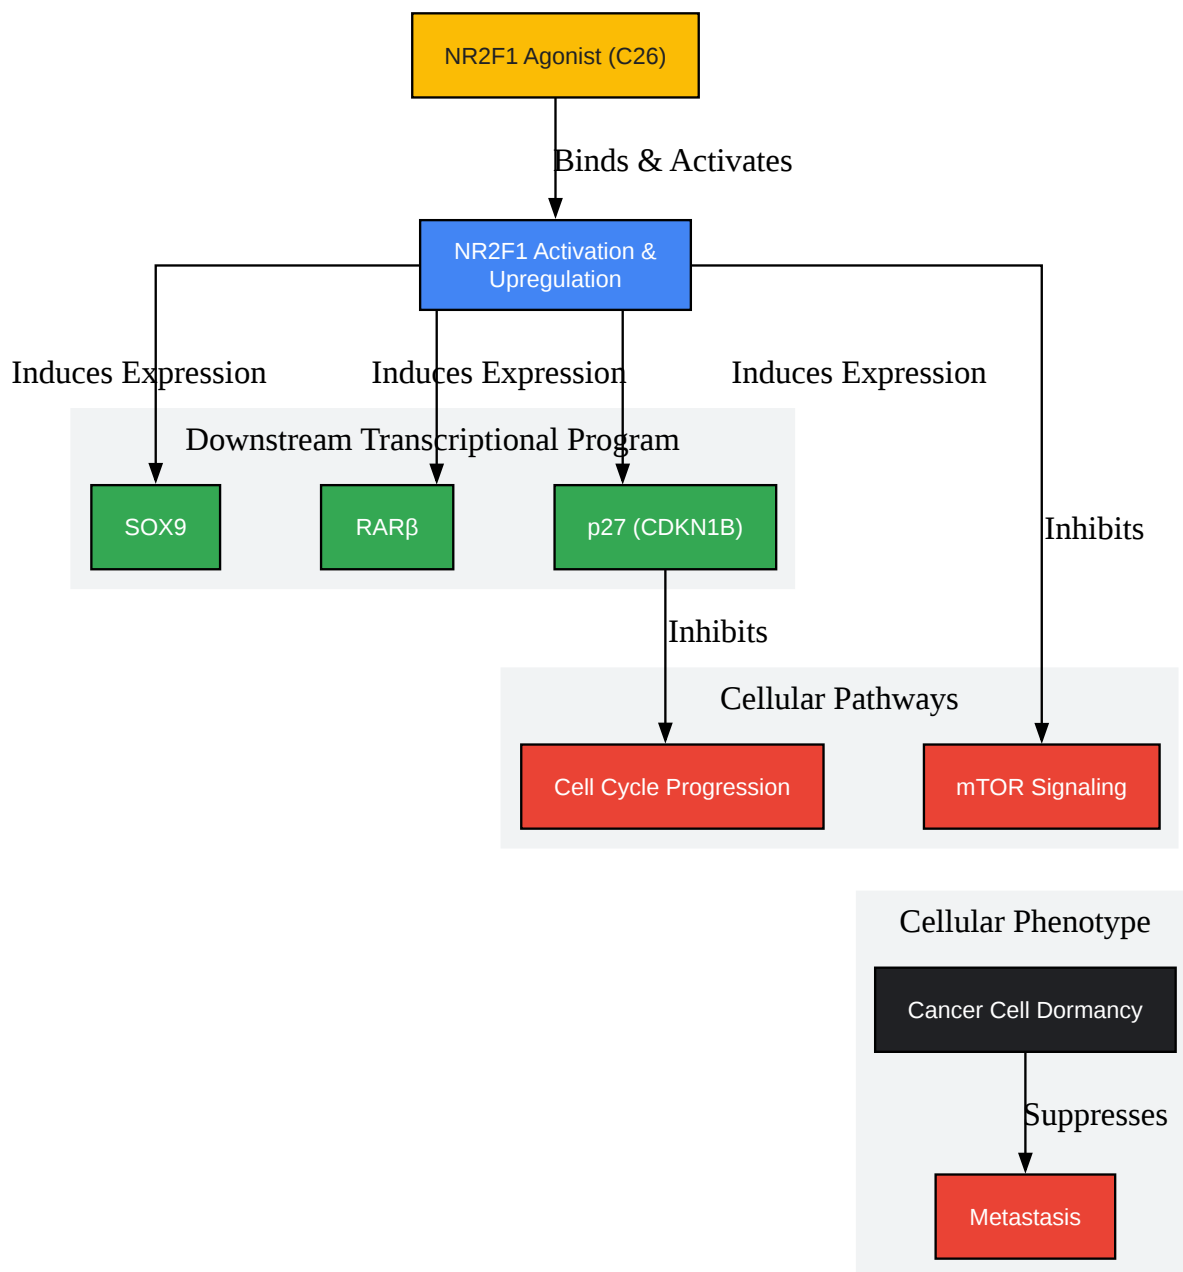 NR2F1 Agonist (C26)
Binds & Activates
NR2F1 Activation &
Upregulation
Induces Expression
Induces Expression
Induces Expression
Downstream Transcriptional Program
SOX9
RARβ
p27 (CDKN1B)
Inhibits
Inhibits
Cellular Pathways
Cell Cycle Progression
mTOR Signaling
Cellular Phenotype
Cancer Cell Dormancy
Suppresses
Metastasis